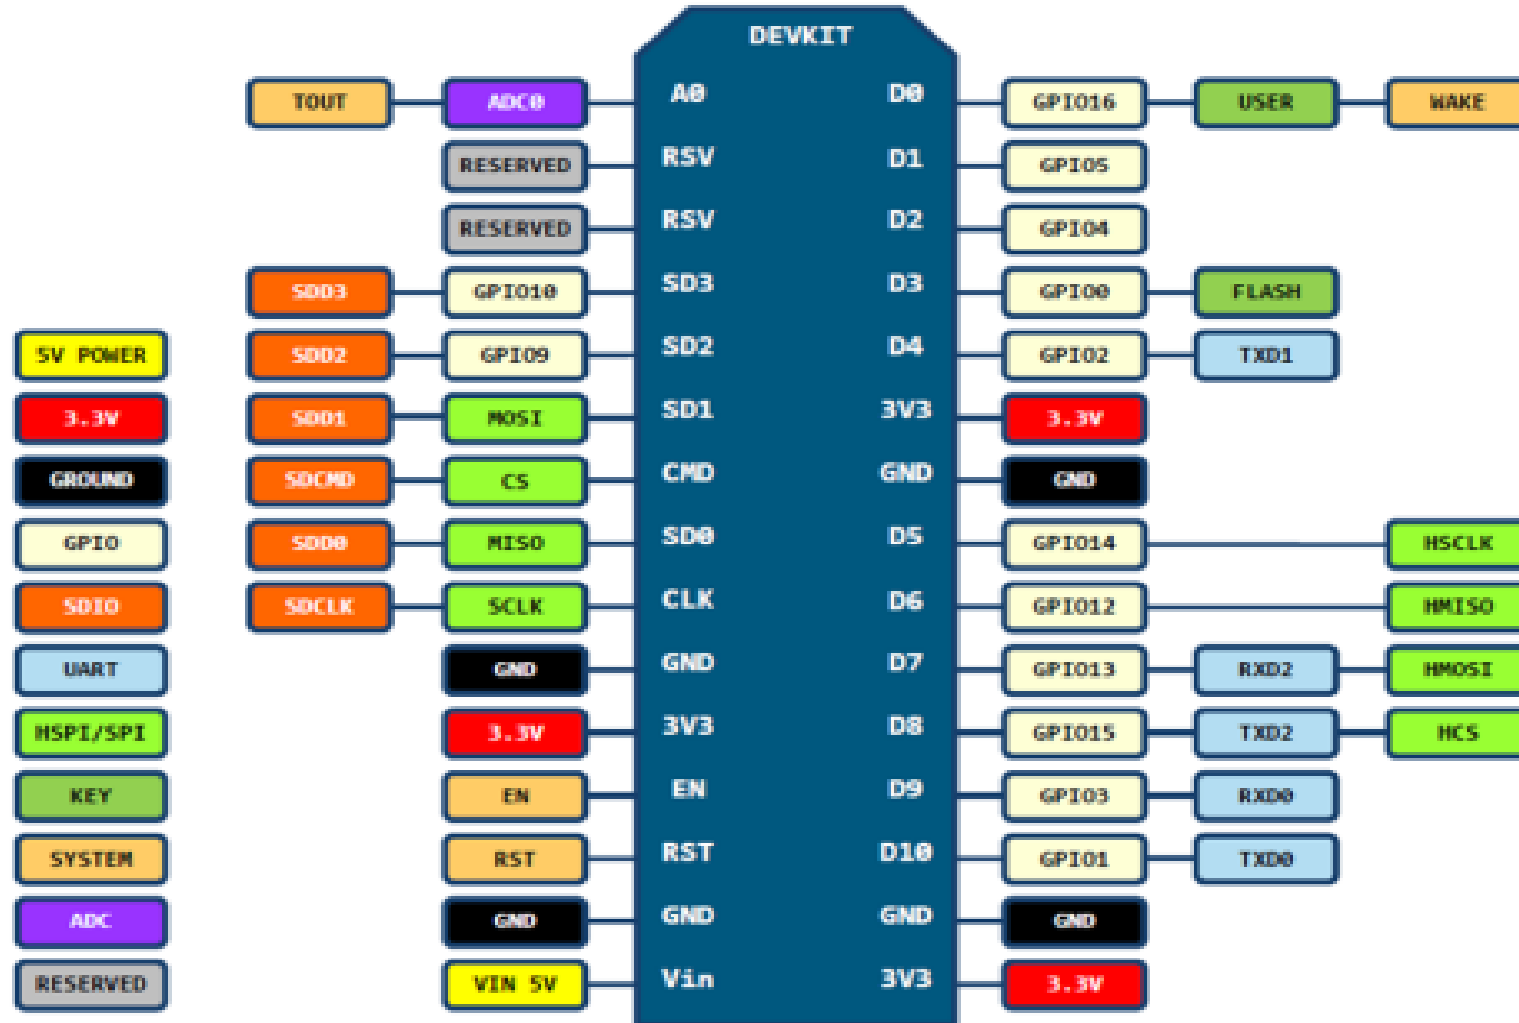 DEVKIT
TOUT ADC0 A0 D0 GPIO16 USER WAKE
RESERVED RSV D1 GPIO5
RESERVED RSV D2 GPIO4
SDD3 GPIO10 SD3 D3 GPIO0 FLASH
5V POWER SDD2 GPIO9 SD2 D4 GPIO2 TXD1
3.3V SDD1 MOSI SD1 3V3 3.3V
GROUND SDCMD CS CMD GND GND
GPIO SDD0 MISO SD0 D5 GPIO14 HSCLK
SDIO SDCLK SCLK CLK D6 GPIO12 HMISO
UART GND GND D7 GPIO13 RXD2 HMOSI
HSPI/SPI 3.3V 3V3 D8 GPIO15 TXD2 HCS
KEY EN EN D9 GPIO3 RXD0
SYSTEM RST RST D10 GPIO1 TXD0
ADC GND GND GND GND
RESERVED VIN 5V Vin 3V3 3.3V